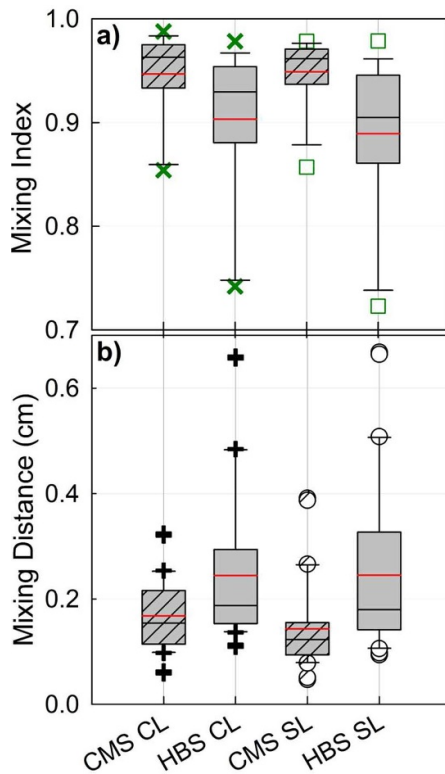 a)
1.0
0.9
0.8
0.7
Mixing Index
b)
0.6
0.4
0.2
0.0
Mixing Distance (cm)
CMS CL
HBS CL
CMS SL
HBS SL